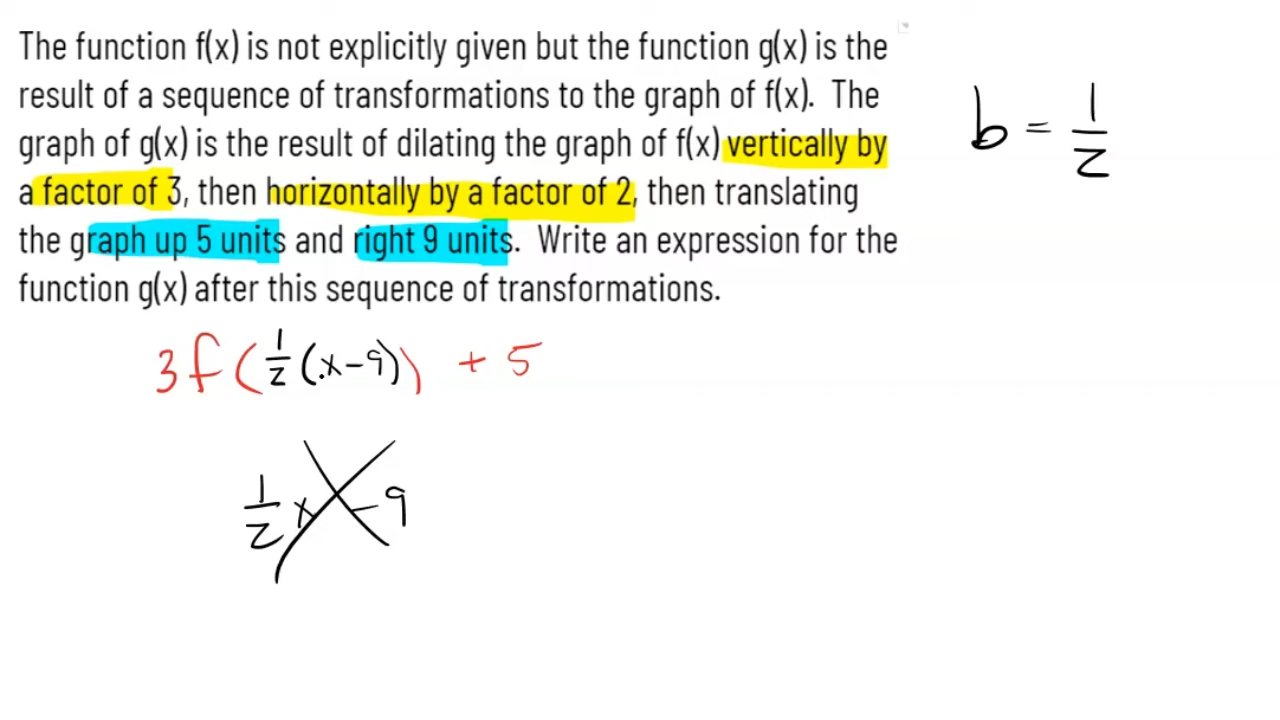 The function f(x) is not explicitly given but the function g(x) is the
result of a sequence of transformations to the graph of f(x). The
graph of g(x) is the result of dilating the graph of f(x) vertically by
a factor of 3, then horizontally by a factor of 2, then translating
the graph up 5 units and right 9 units. Write an expression for the
function g(x) after this sequence of transformations.
b = 1/2
3f(1/2(x-9)) + 5
1/2x-9